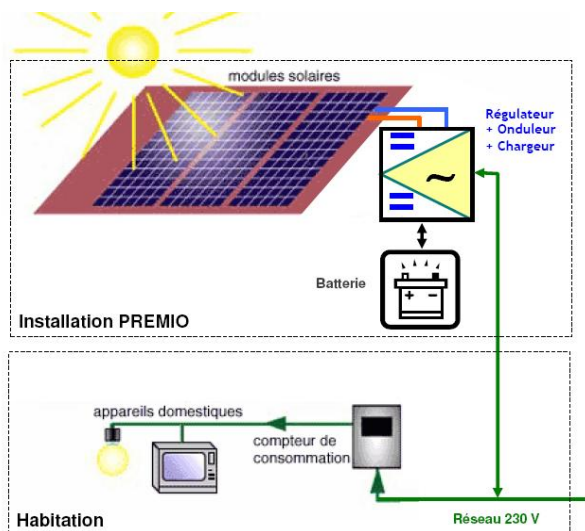 modules solaires
Régulateur
+ Onduleur
+ Chargeur
~
Batterie
+ −
Installation PREMIO
appareils domestiques
compteur de
consommation
Habitation
Réseau 230 V